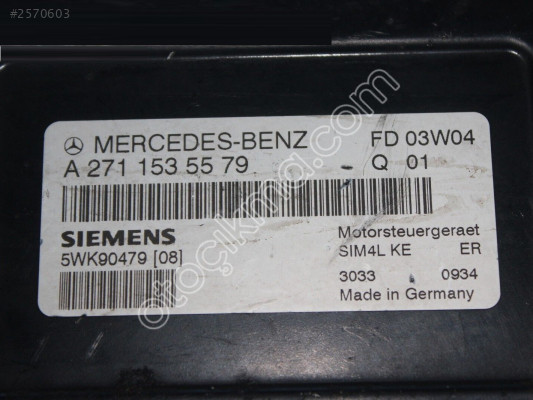 #2570603
MERCEDES-BENZ FD 03W04
A 271 153 55 79 Q 01
SIEMENS Motorsteuergeraet
5WK90479 [08] SIM4L KE ER
3033 0934
Made in Germany
otoçıkma.com